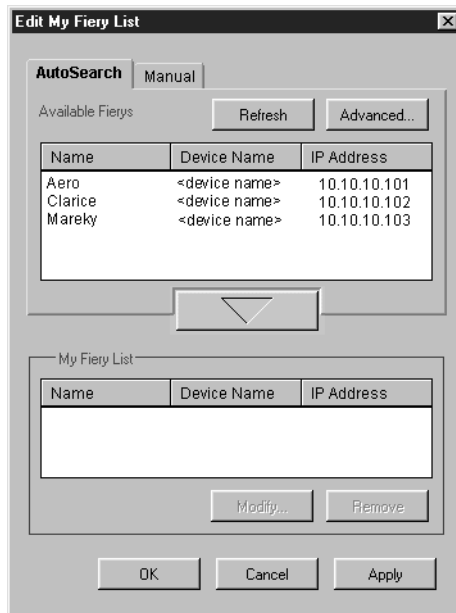 Edit My Fiery List
AutoSearch Manual
Available Fierys Refresh Advanced...
Name Device Name IP Address
Aero <device name> 10.10.10.101
Clarice <device name> 10.10.10.102
Mareky <device name> 10.10.10.103
My Fiery List
Name Device Name IP Address
Modify... Remove
OK Cancel Apply